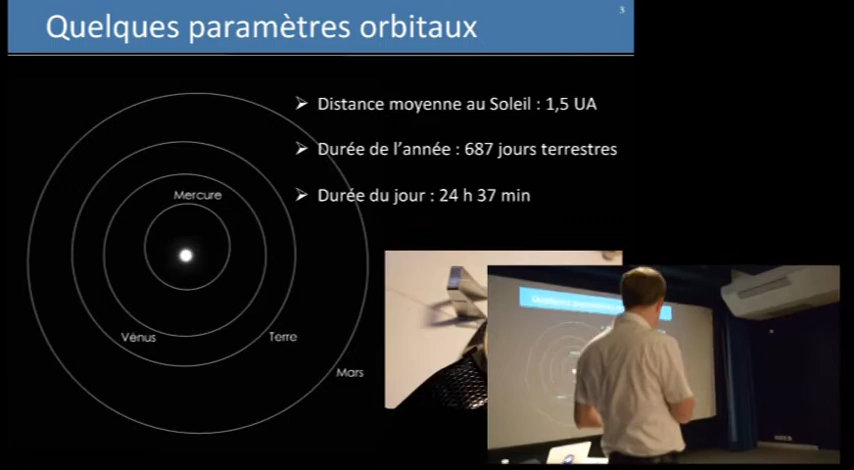 Quelques paramètres orbitaux
3
➢ Distance moyenne au Soleil : 1,5 UA
➢ Durée de l'année : 687 jours terrestres
➢ Durée du jour : 24 h 37 min
Mercure
Vénus
Terre
Mars